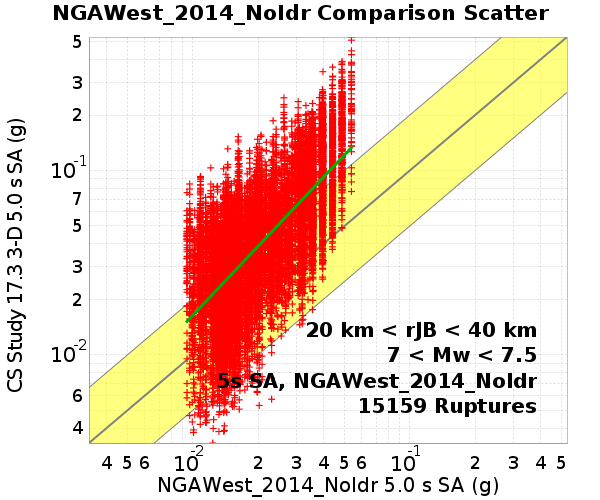 NGAWest_2014_NoIdr Comparison Scatter
CS Study 17.3 3-D 5.0 s SA (g)
5
3
2
10-1
7
5
3
2
10-2
6
4
20 km < rJB < 40 km
7 < Mw < 7.5
5s SA, NGAWest_2014_NoIdr
15159 Ruptures
4 5 6 10-2 2 3 4 5 6 10-1 2 3 4 5
NGAWest_2014_NoIdr 5.0 s SA (g)